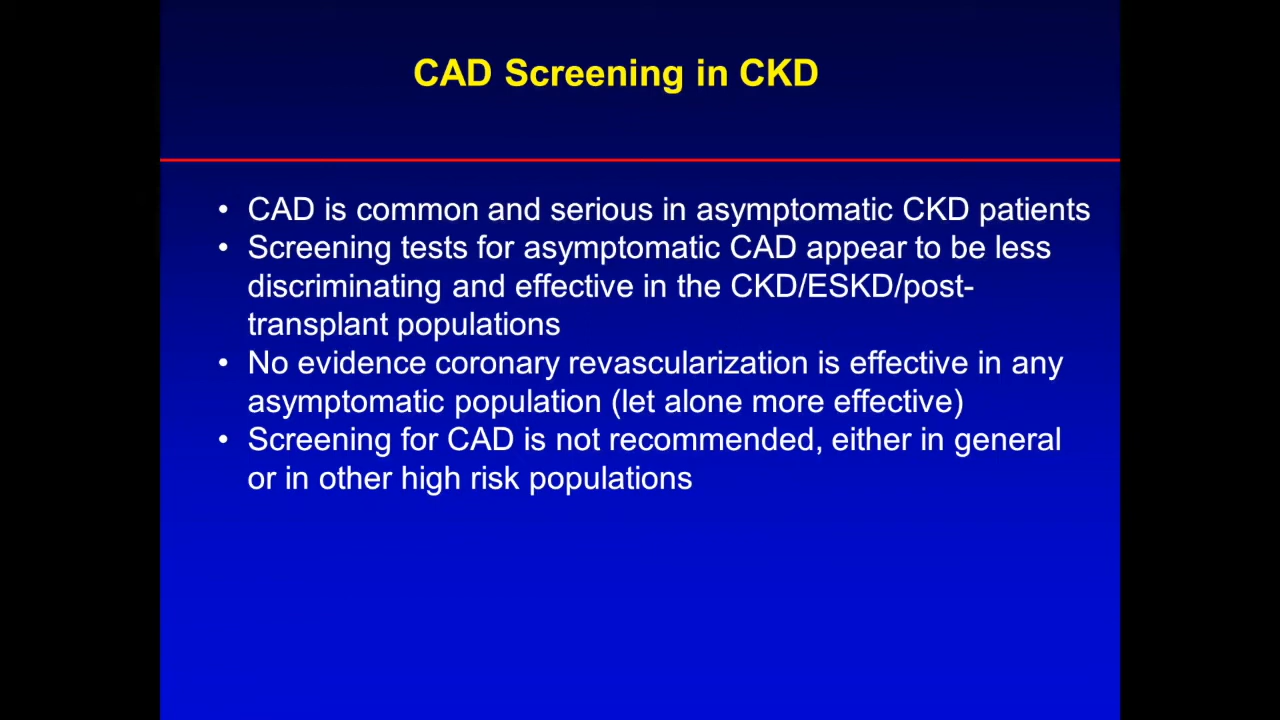 CAD Screening in CKD
• CAD is common and serious in asymptomatic CKD patients
• Screening tests for asymptomatic CAD appear to be less
discriminating and effective in the CKD/ESKD/post-
transplant populations
• No evidence coronary revascularization is effective in any
asymptomatic population (let alone more effective)
• Screening for CAD is not recommended, either in general
or in other high risk populations